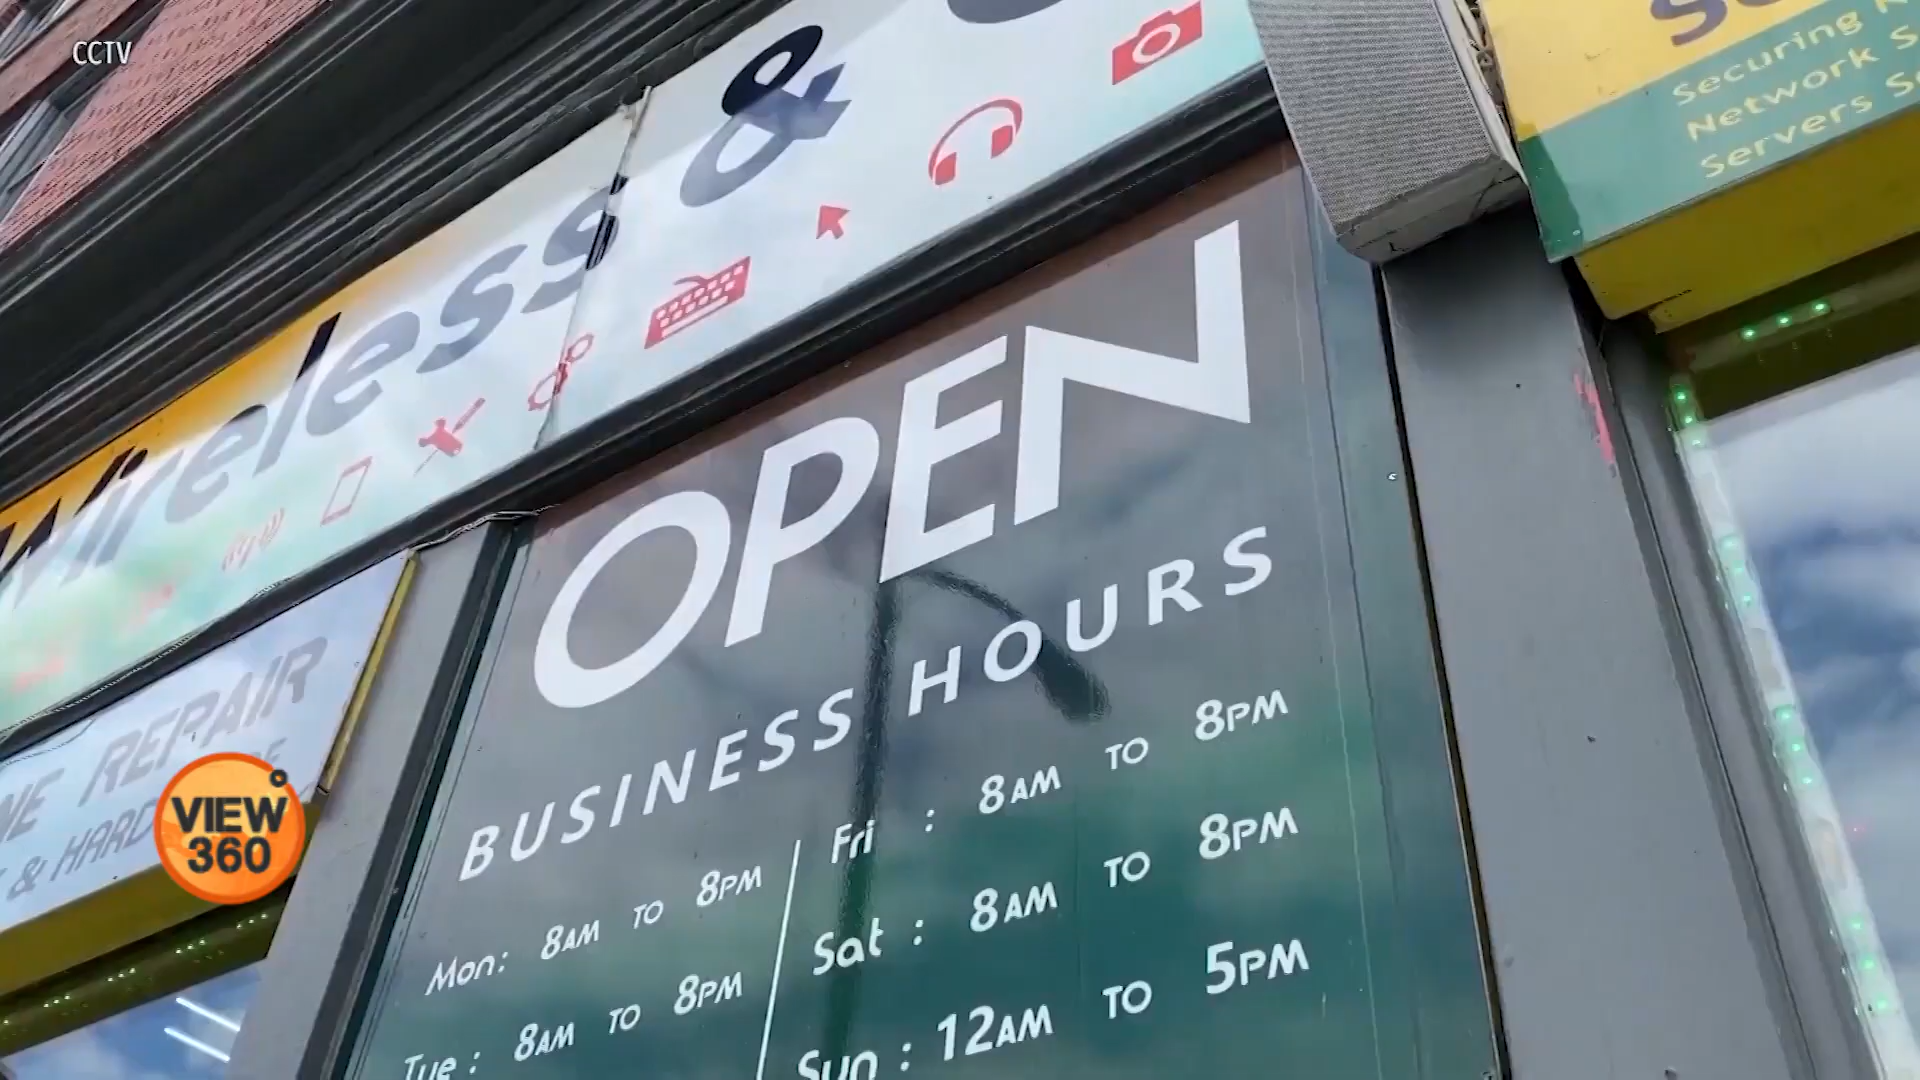 CCTV
Wireless &
Securing
Network
Servers
OPEN
BUSINESS HOURS
REPAIR
& HARD
VIEW°
360
Mon: 8AM TO 8PM
Tue: 8AM TO 8PM
Fri : 8AM TO 8PM
Sat : 8AM TO 8PM
Sun : 12AM TO 5PM